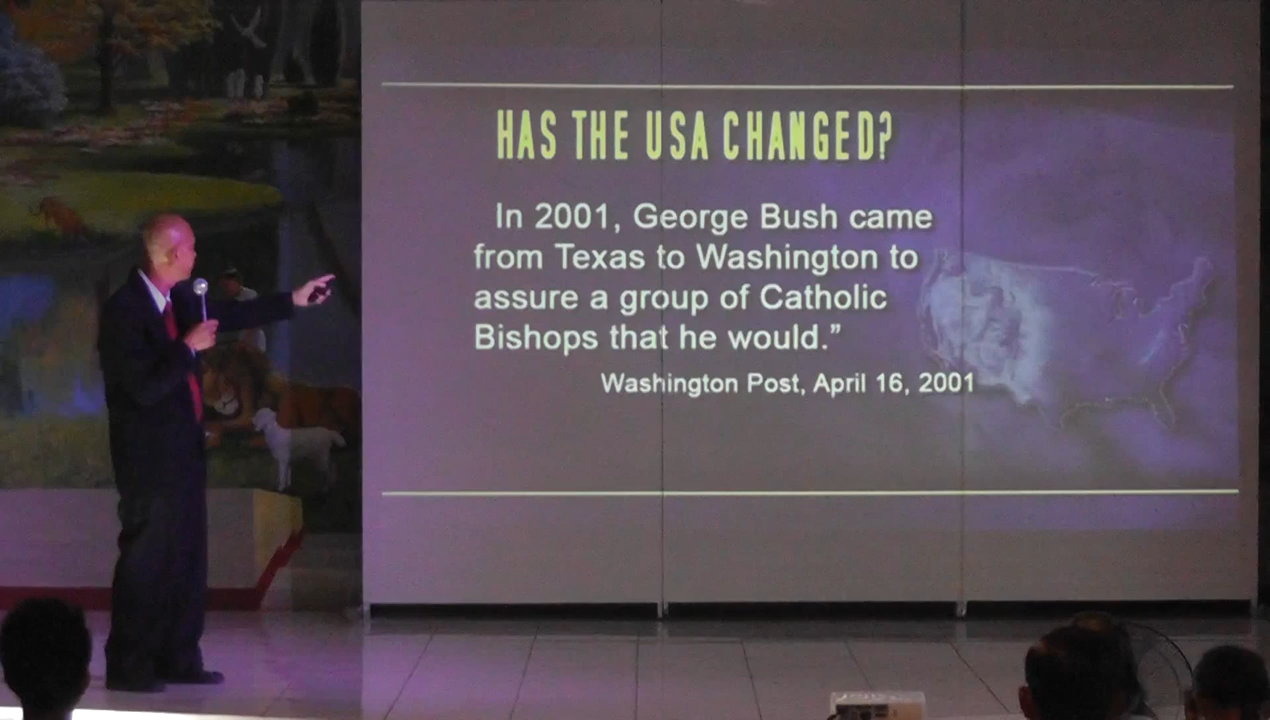 HAS THE USA CHANGED?
In 2001, George Bush came
from Texas to Washington to
assure a group of Catholic
Bishops that he would.”
Washington Post, April 16, 2001